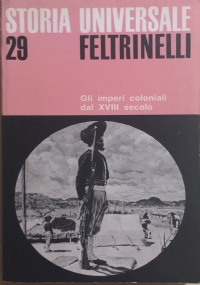 STORIA UNIVERSALE
29 FELTRINELLI
Gli imperi coloniali
dal XVIII secolo